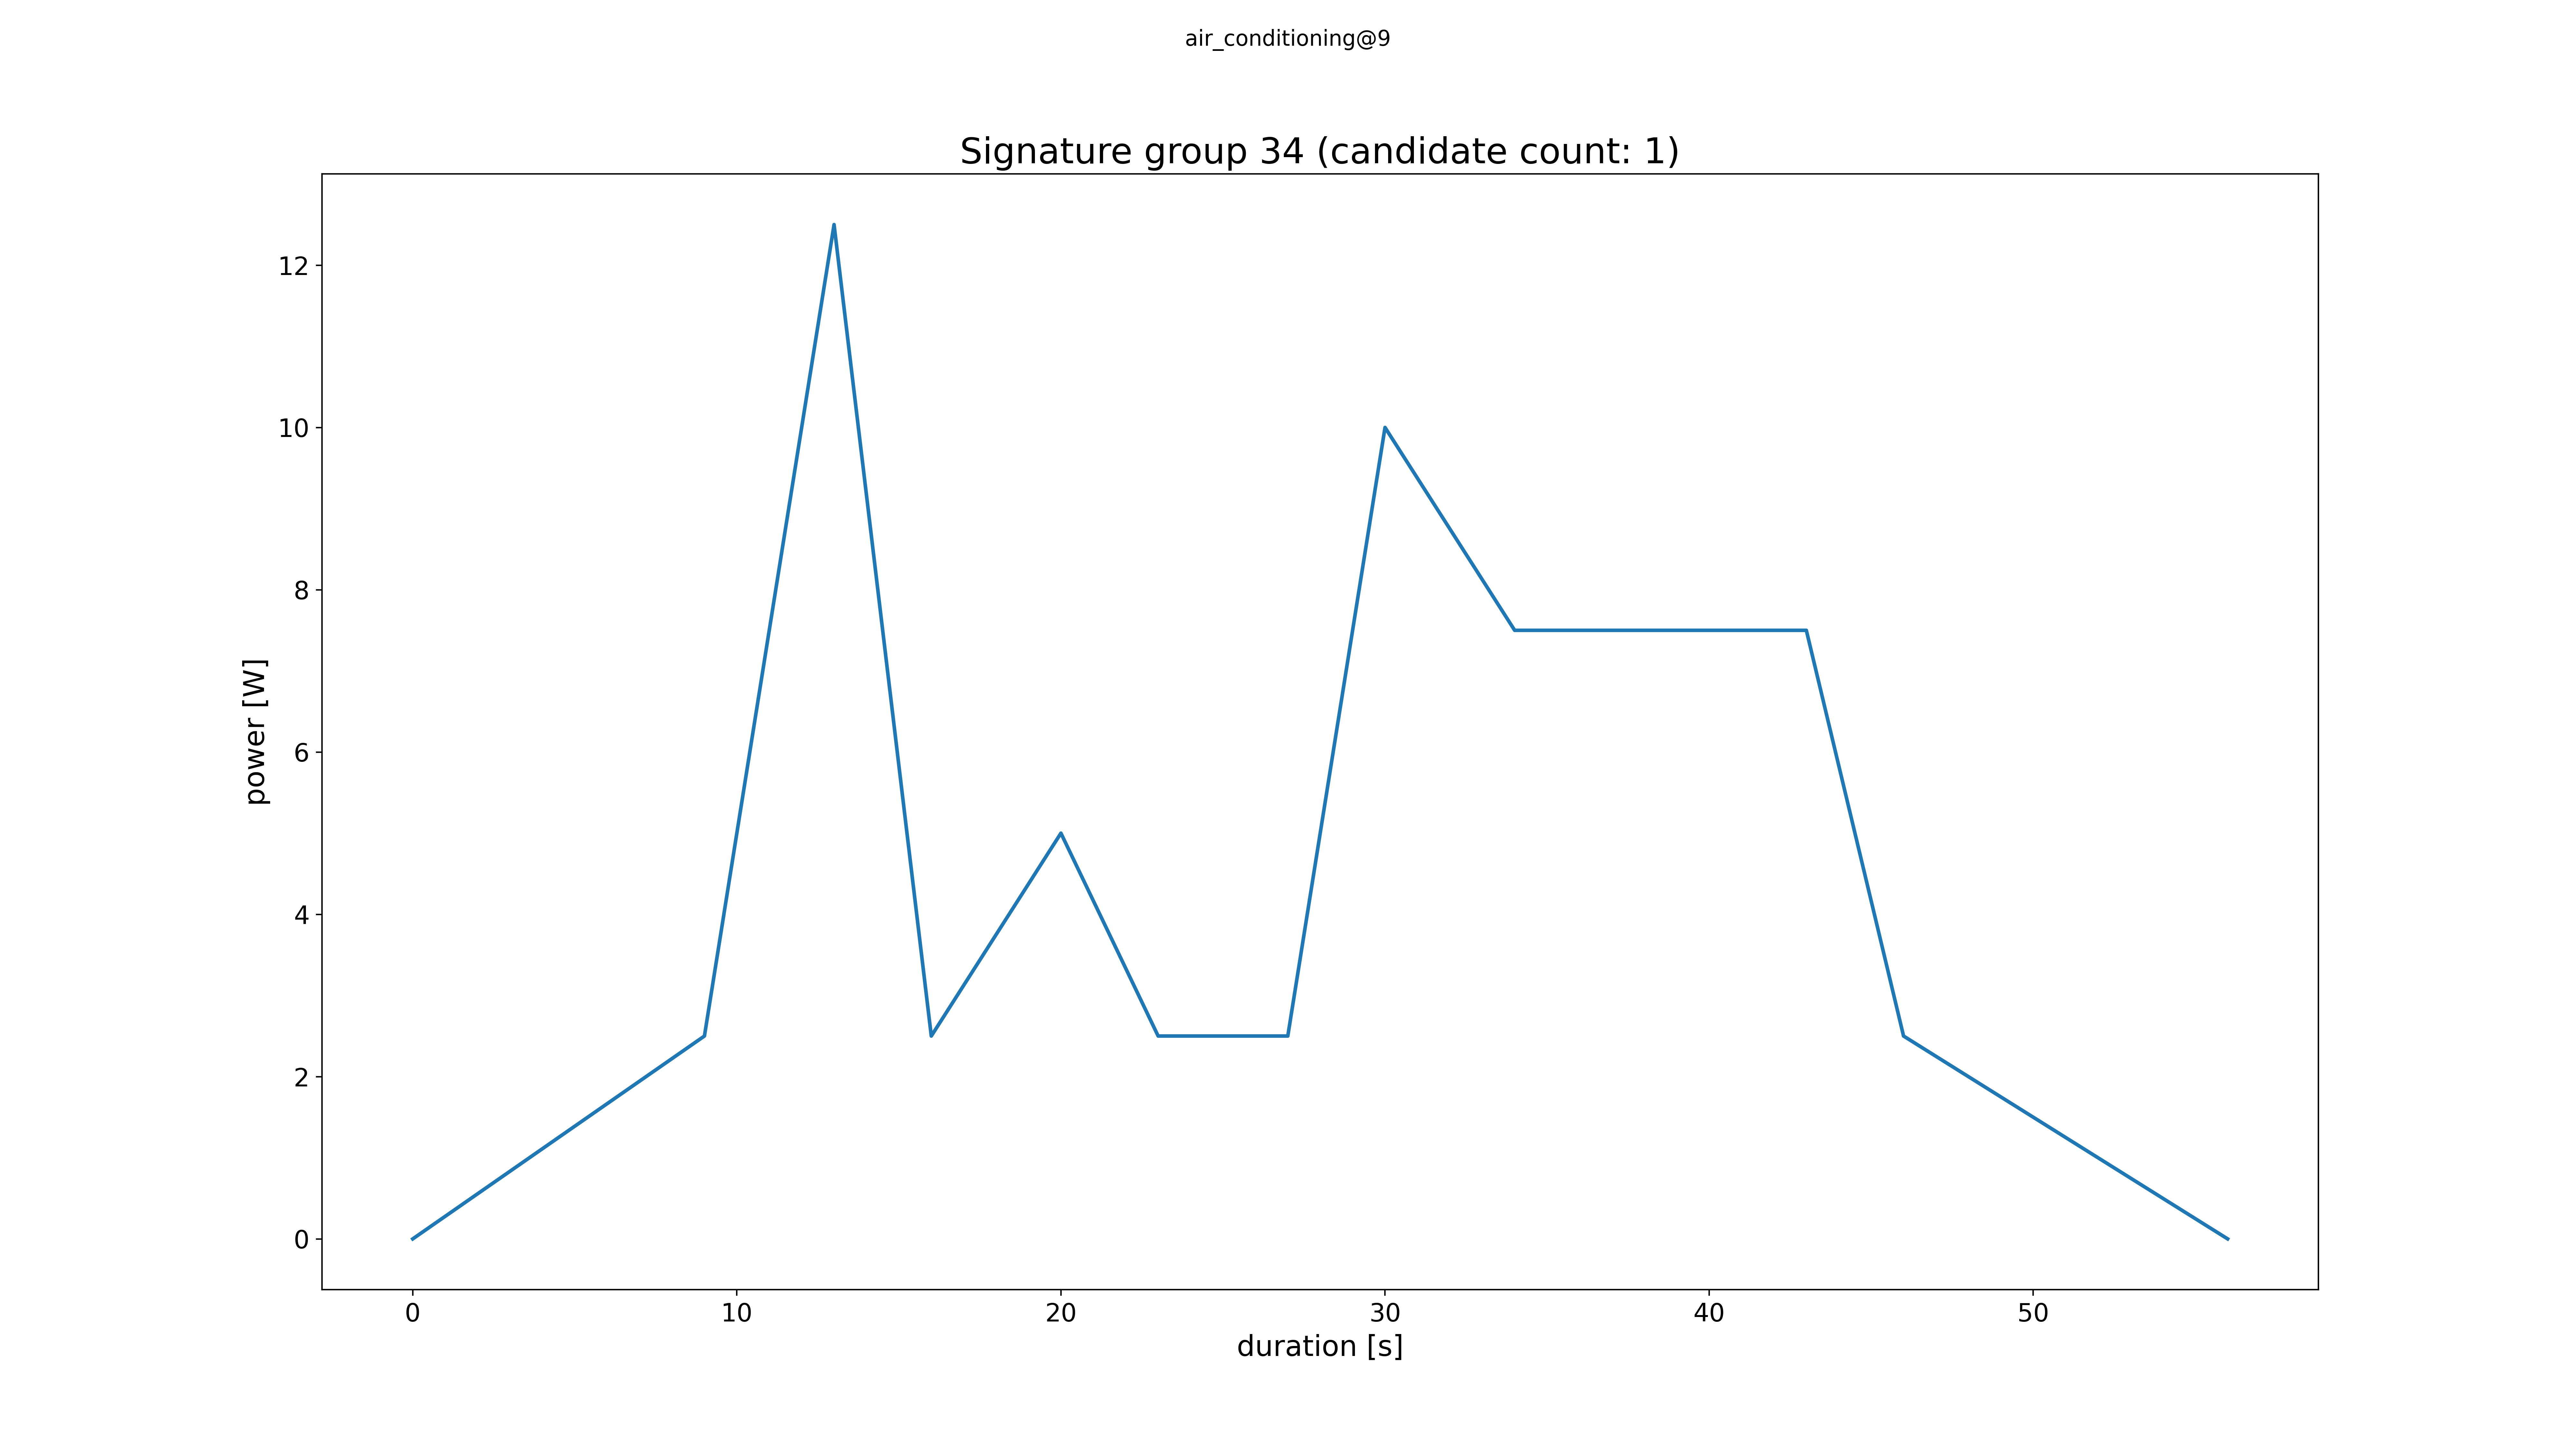 air_conditioning@9
Signature group 34 (candidate count: 1)
12
10
8
6
4
2
0
power [W]
0 10 20 30 40 50
duration [s]